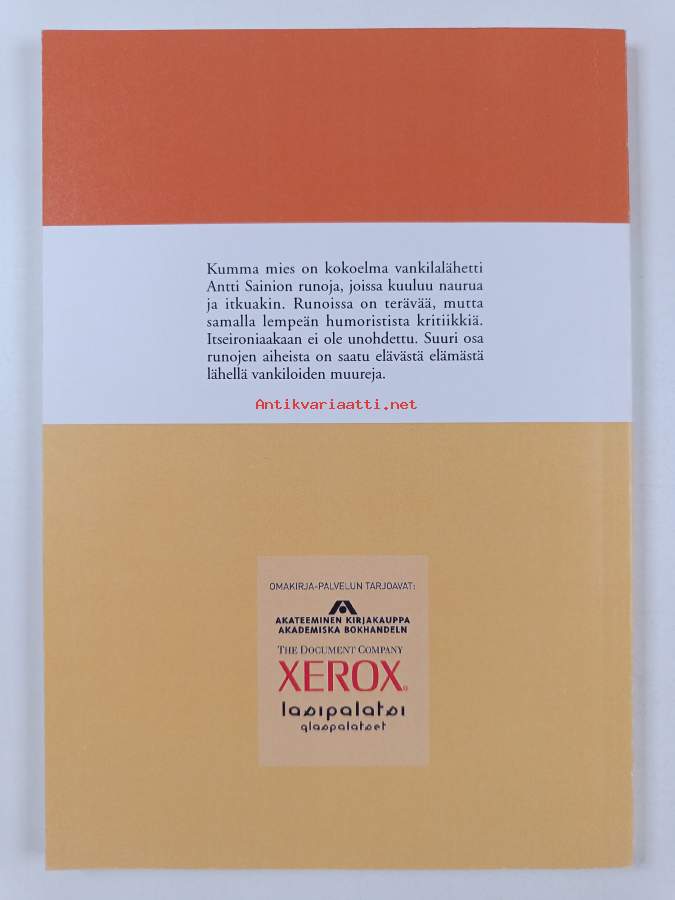 Kumma mies on kokoelma vankilalähetti
Antti Sainion runoja, joissa kuuluu naurua
ja itkuakin. Runoissa on terävää, mutta
samalla lempeän humoristista kritiikkiä.
Itseironiaakaan ei ole unohdettu. Suuri osa
runojen aiheista on saatu elävästä elämästä
lähellä vankiloiden muureja.
Antikvariaatti.net
OMAKIRJA-PALVELUN TARJOAVAT:
AKATEEMINEN KIRJAKAUPPA
AKADEMISKA BOKHANDELN
THE DOCUMENT COMPANY
XEROX®
lasipalatsi
glaspalatset